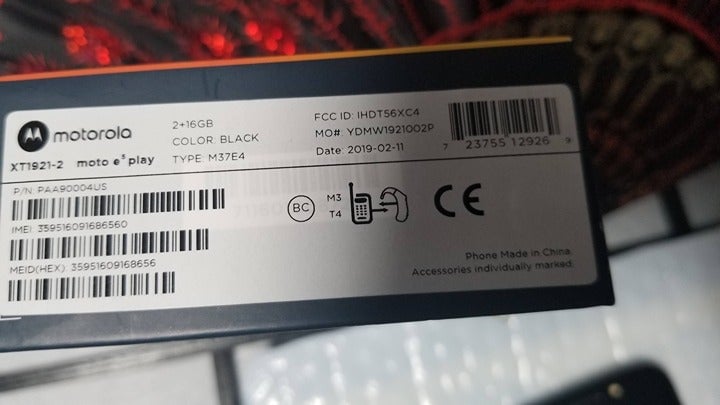 motorola
2+16GB
COLOR: BLACK
TYPE: M37E4
XT1921-2 moto e⁵ play
FCC ID: IHDT56XC4
MO#: YDMW1921002P
Date: 2019-02-11
7 23755 12926 9
P/N: PAA90004US
IMEI: 359516091686560
MEID(HEX): 35951609168656
BC
M3
T4
CE
Phone Made in China.
Accessories individually marked.